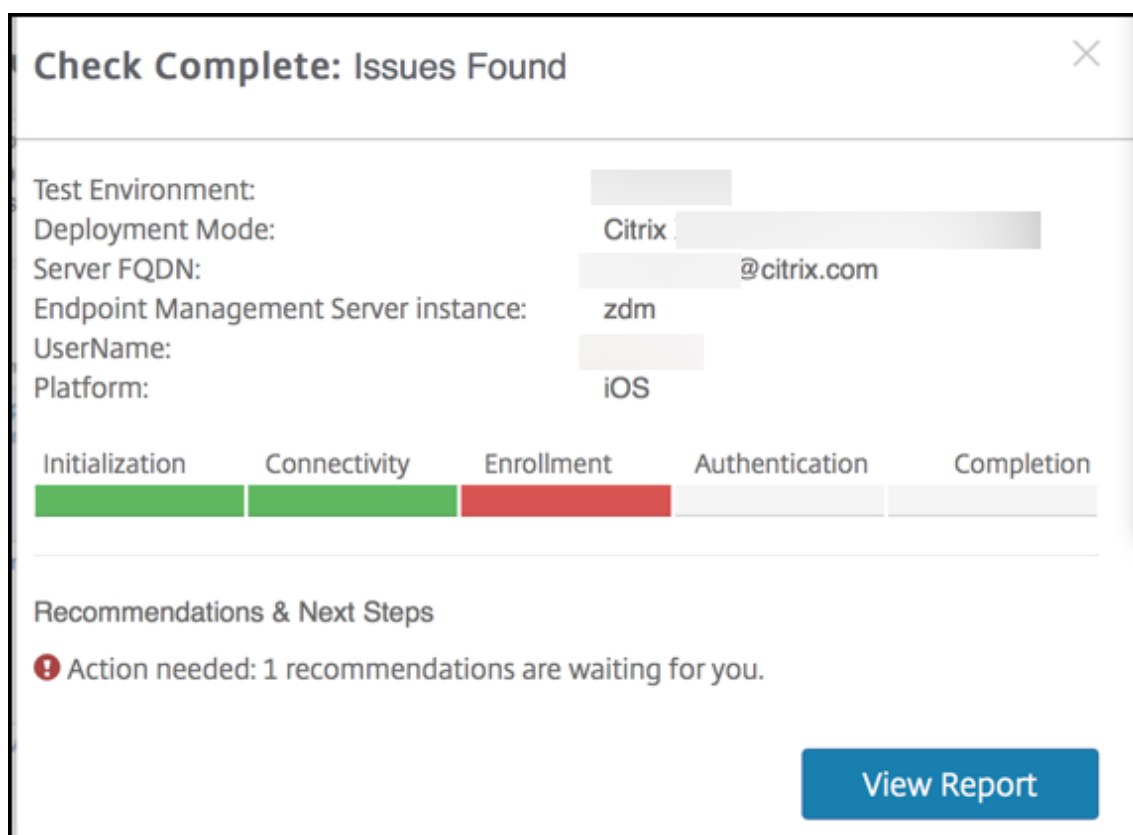 Check Complete: Issues Found
Test Environment:
Deployment Mode: Citrix
Server FQDN: @citrix.com
Endpoint Management Server instance: zdm
UserName:
Platform: iOS
Initialization Connectivity Enrollment Authentication Completion
Recommendations & Next Steps
Action needed: 1 recommendations are waiting for you.
View Report